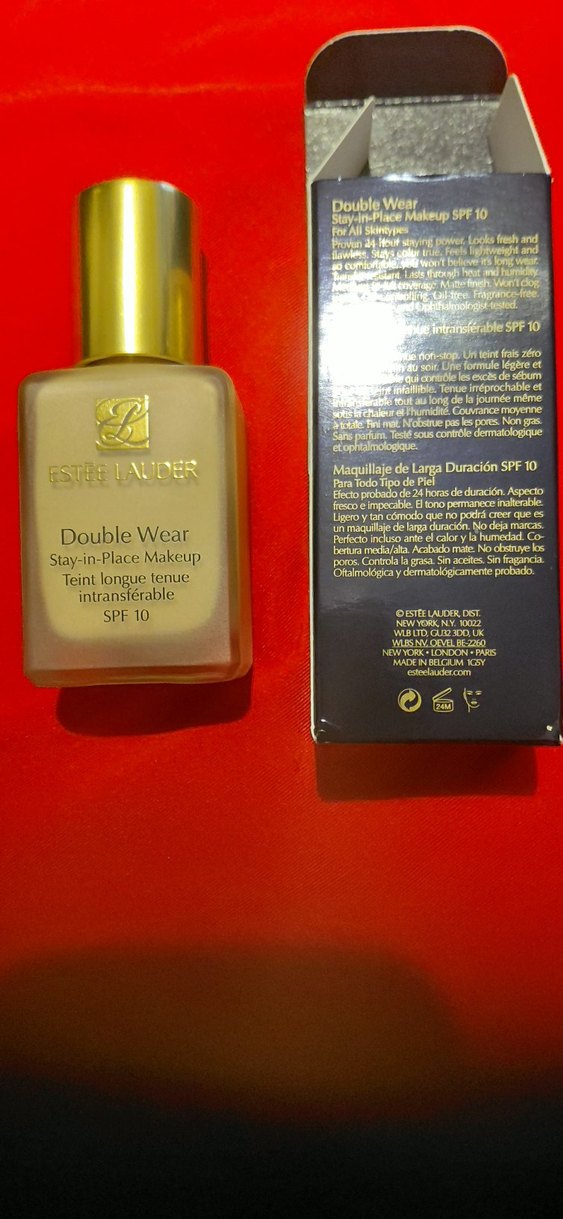 ESTĒE LAUDER
Double Wear
Stay-in-Place Makeup
Teint longue tenue
intransférable
SPF 10
Double Wear
Stay-in-Place Makeup SPF 10
For All Skintypes
Proven 24-hour staying power. Looks fresh and
flawless. Stays color true. Feels lightweight and
so comfortable, you won't believe it's long wear.
Lasts through heat and humidity.
coverage. Matte finish. Won't clog
Oil-free. Fragrance-free.
Ophthalmologist-tested.
intransférable SPF 10
non-stop. Un teint frais zéro
au soir. Une formule légère et
qui contrôle les excès de sébum
infaillible. Tenue irréprochable et
tout au long de la journée même
sous la chaleur et l'humidité. Couvrance moyenne
à totale. Fini mat. N'obstrue pas les pores. Non gras.
Sans parfum. Testé sous contrôle dermatologique
et ophtalmologique.
Maquillaje de Larga Duración SPF 10
Para Todo Tipo de Piel
Efecto probado de 24 horas de duración. Aspecto
fresco e impecable. El tono permanece inalterable.
Ligero y tan cómodo que no podrá creer que es
un maquillaje de larga duración. No deja marcas.
Perfecto incluso ante el calor y la humedad. Co-
bertura media/alta. Acabado mate. No obstruye los
poros. Controla la grasa. Sin aceites. Sin fragancia.
Oftalmológica y dermatológicamente probado.
© ESTĒE LAUDER, DIST.
NEW YORK, N.Y. 10022
WLB LTD, GU32 3DD, UK
WLBS NV, OEVEL BE-2260
NEW YORK • LONDON • PARIS
MADE IN BELGIUM 1G5Y
esteelauder.com
24M